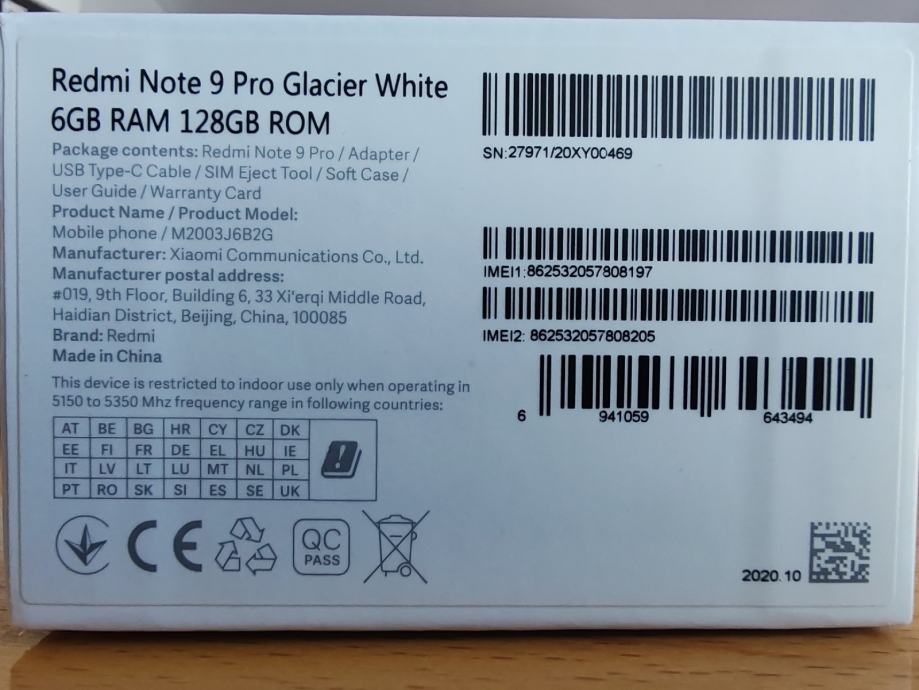 Redmi Note 9 Pro Glacier White
6GB RAM 128GB ROM
Package contents: Redmi Note 9 Pro / Adapter /
USB Type-C Cable / SIM Eject Tool / Soft Case /
User Guide / Warranty Card
Product Name / Product Model:
Mobile phone / M2003J6B2G
Manufacturer: Xiaomi Communications Co., Ltd.
Manufacturer postal address:
#019, 9th Floor, Building 6, 33 Xi'erqi Middle Road,
Haidian District, Beijing, China, 100085
Brand: Redmi
Made in China
This device is restricted to indoor use only when operating in
5150 to 5350 Mhz frequency range in following countries:
AT BE BG HR CY CZ DK
EE FI FR DE EL HU IE
IT LV LT LU MT NL PL
PT RO SK SI ES SE UK
CE
QC
PASS
SN:27971/20XY00469
IMEI1:862532057808197
IMEI2: 862532057808205
6 941059 643494
2020.10